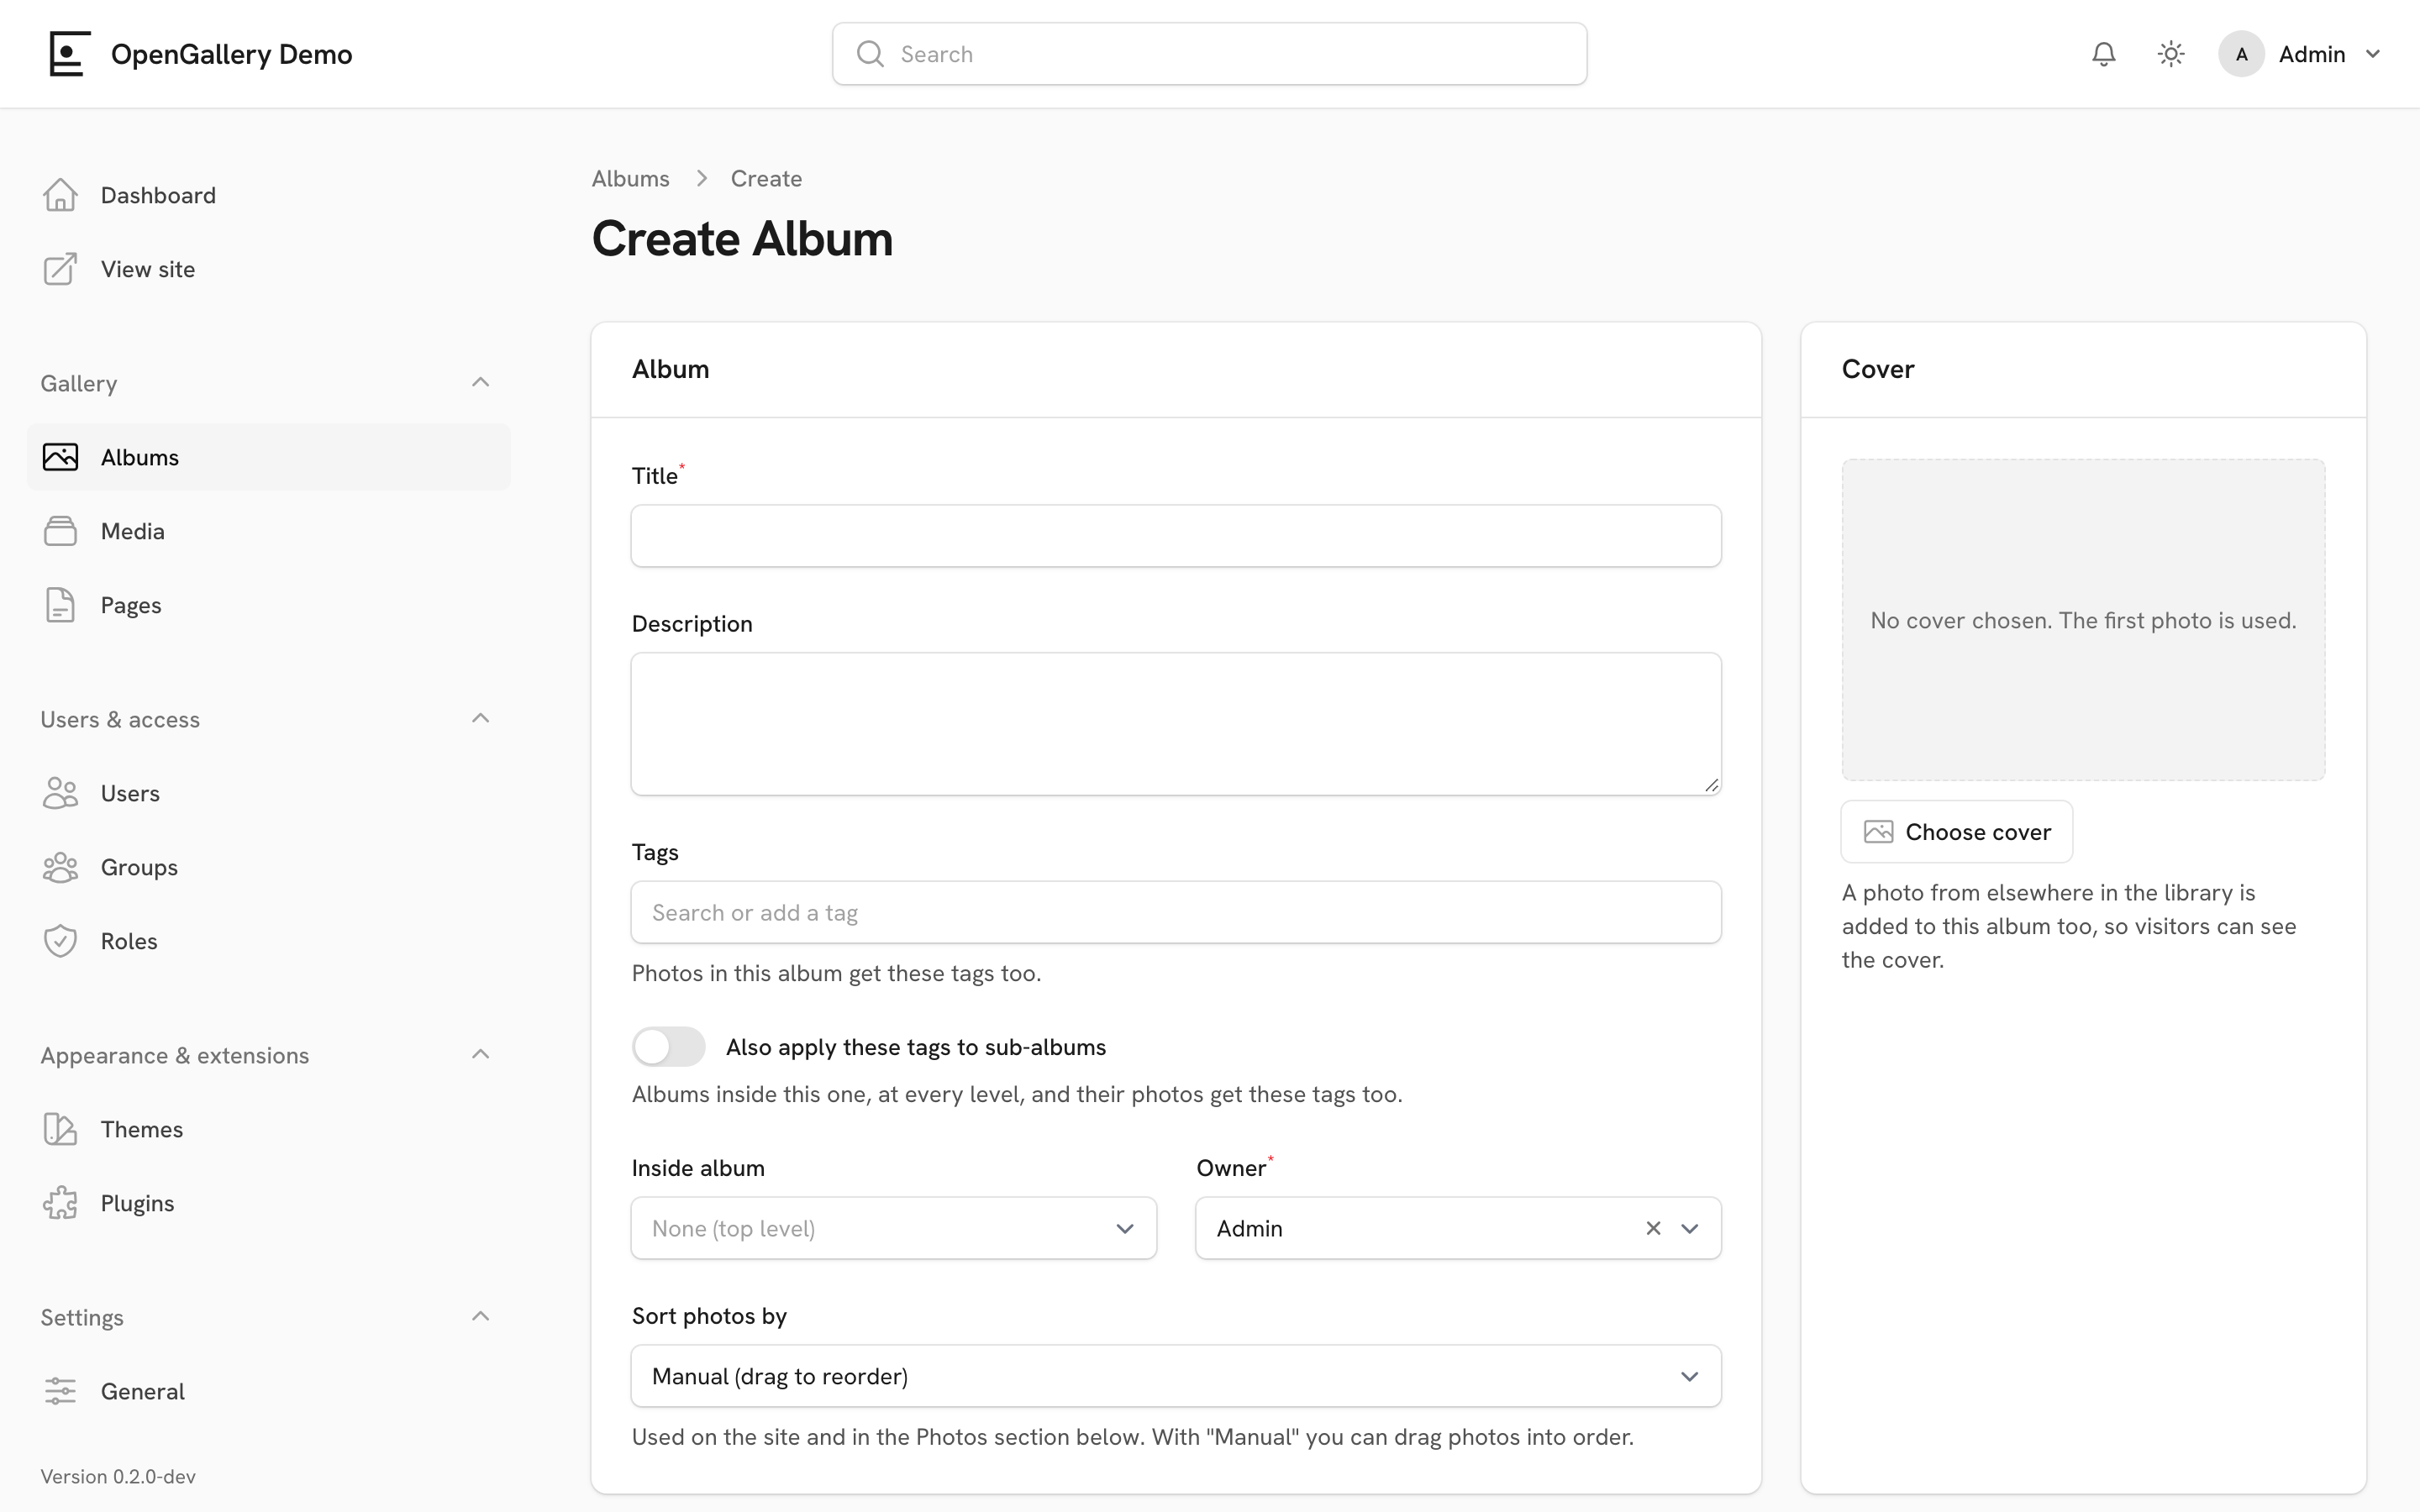 OpenGallery Demo
Search
A
Admin
Dashboard
View site
Gallery
Albums
Media
Pages
Users & access
Users
Groups
Roles
Appearance & extensions
Themes
Plugins
Settings
General
Version 0.2.0-dev
Albums > Create
Create Album
Album
Title*
Description
Tags
Search or add a tag
Photos in this album get these tags too.
Also apply these tags to sub-albums
Albums inside this one, at every level, and their photos get these tags too.
Inside album
None (top level)
Owner*
Admin
Sort photos by
Manual (drag to reorder)
Used on the site and in the Photos section below. With "Manual" you can drag photos into order.
Cover
No cover chosen. The first photo is used.
Choose cover
A photo from elsewhere in the library is
added to this album too, so visitors can see
the cover.